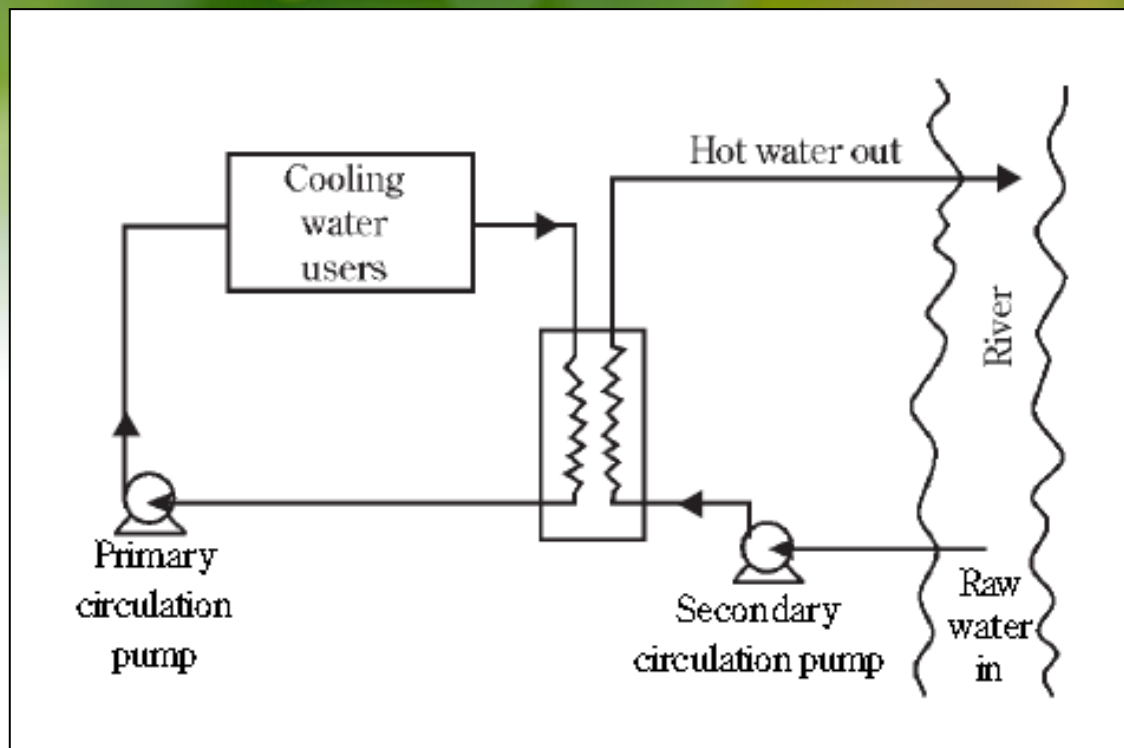 Cooling
water
users
Hot water out
River
Primary
circulation
pump
Secondary
circulation pump
Raw
water
in